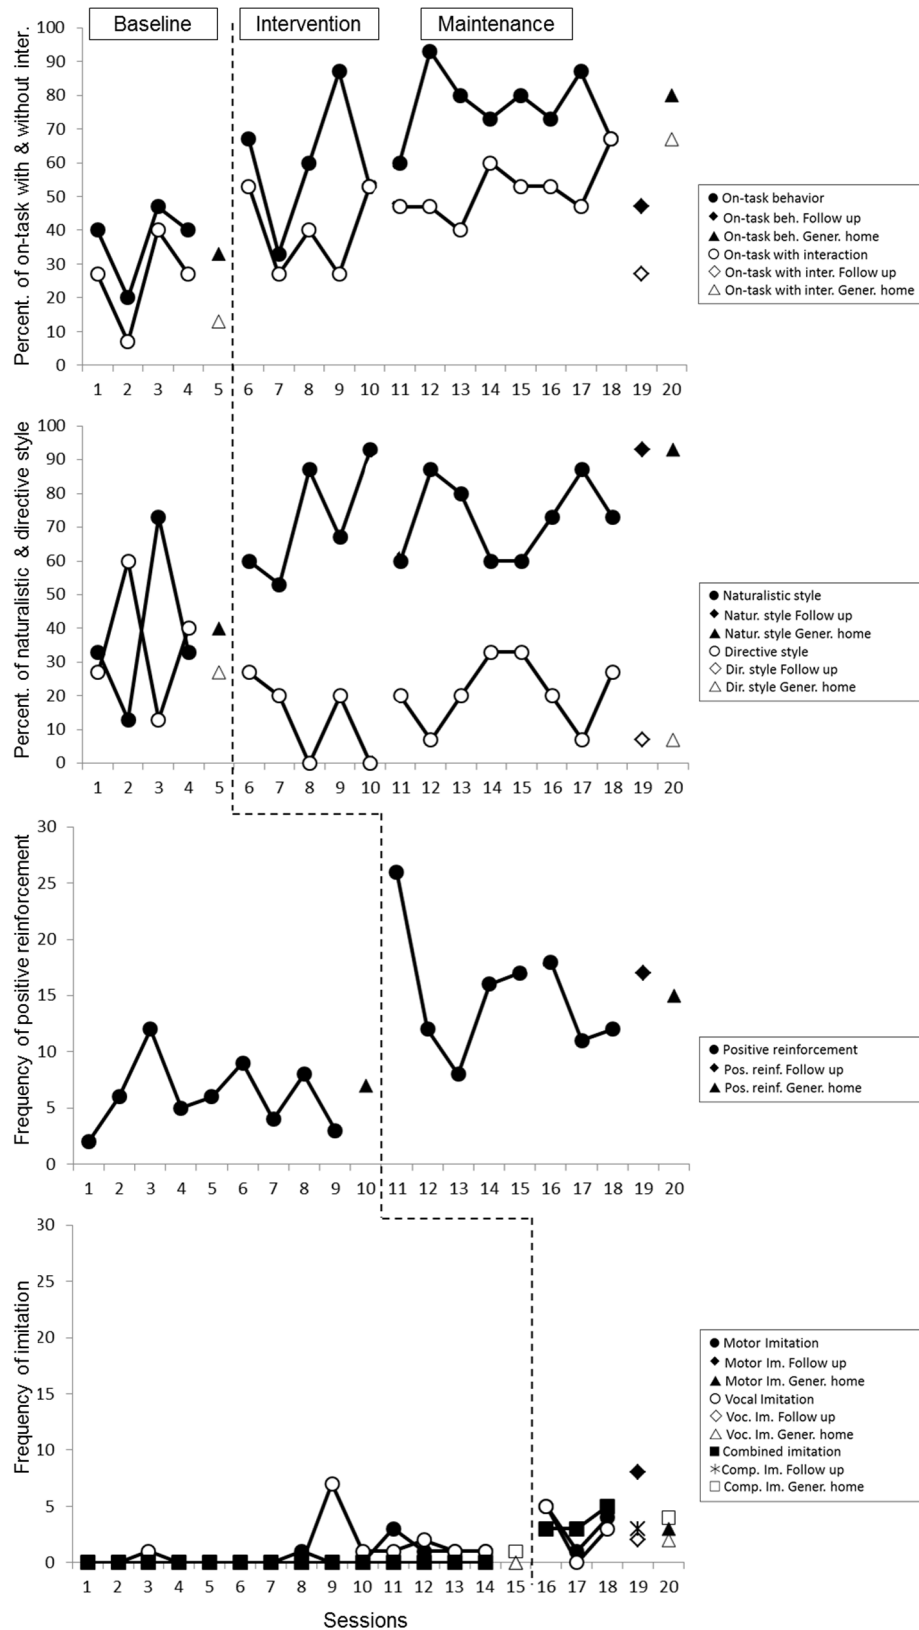 Baseline
Intervention
Maintenance
Percent. of on-task with & without inter.
100
90
80
70
60
50
40
30
20
10
0
1 2 3 4 5 6 7 8 9 10 11 12 13 14 15 16 17 18 19 20
On-task behavior
On-task beh. Follow up
On-task beh. Gener. home
On-task with interaction
On-task with inter. Follow up
On-task with inter. Gener. home
Percent. of naturalistic & directive style
100
90
80
70
60
50
40
30
20
10
0
1 2 3 4 5 6 7 8 9 10 11 12 13 14 15 16 17 18 19 20
Naturalistic style
Natur. style Follow up
Natur. style Gener. home
Directive style
Dir. style Follow up
Dir. style Gener. home
Frequency of positive reinforcement
30
25
20
15
10
5
0
1 2 3 4 5 6 7 8 9 10 11 12 13 14 15 16 17 18 19 20
Positive reinforcement
Pos. reinf. Follow up
Pos. reinf. Gener. home
Frequency of imitation
30
25
20
15
10
5
0
1 2 3 4 5 6 7 8 9 10 11 12 13 14 15 16 17 18 19 20
Motor Imitation
Motor Im. Follow up
Motor Im. Gener. home
Vocal Imitation
Voc. Im. Follow up
Voc. Im. Gener. home
Combined imitation
Comp. Im. Follow up
Comp. Im. Gener. home
Sessions